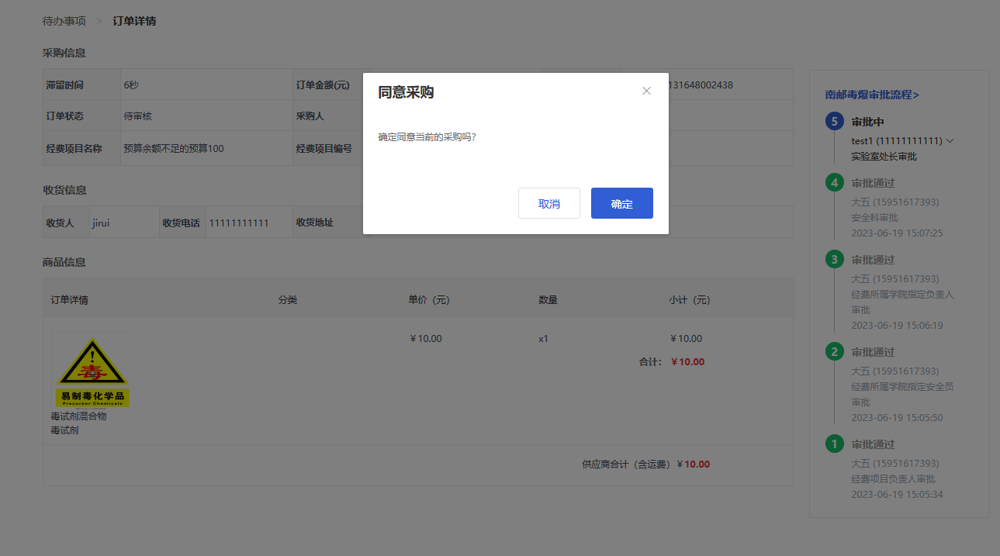 待办事项 > 订单详情
采购信息
滞留时间 6秒 订单金额(元) 131648002438
订单状态 待审核 采购人
经费项目名称 预算余额不足的预算100 经费项目编号
同意采购
确定同意当前的采购吗?
取消 确定
收货信息
收货人 jirui 收货电话 11111111111 收货地址
商品信息
订单详情 分类 单价（元） 数量 小计（元）
￥10.00 x1 ￥10.00
合计： ￥10.00
毒
易制毒化学品
Precursor Chemicals
毒试剂混合物
毒试剂
供应商合计（含运费） ￥10.00
南邮毒爆审批流程>
5 审批中
test1 (11111111111)
实验室处长审批
4 审批通过
大五 (15951617393)
安全科审批
2023-06-19 15:07:25
3 审批通过
大五 (15951617393)
经费所属学院指定负责人
审批
2023-06-19 15:06:19
2 审批通过
大五 (15951617393)
经费所属学院指定安全员
审批
2023-06-19 15:05:50
1 审批通过
大五 (15951617393)
经费项目负责人审批
2023-06-19 15:05:34